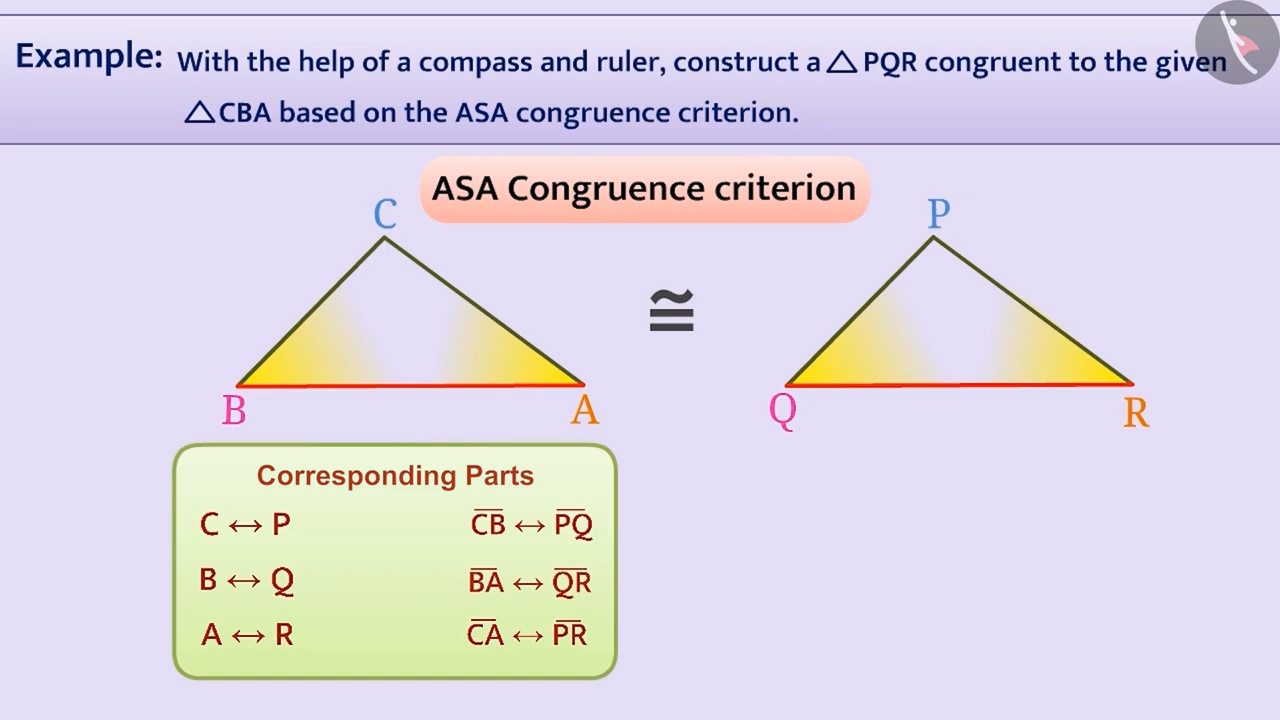 Example: With the help of a compass and ruler, construct a △ PQR congruent to the given
△ CBA based on the ASA congruence criterion.
ASA Congruence criterion
C
P
≅
B
A
Q
R
Corresponding Parts
C ↔ P
C̅B̅ ↔ P̅Q̅
B ↔ Q
B̅A̅ ↔ Q̅R̅
A ↔ R
C̅A̅ ↔ P̅R̅